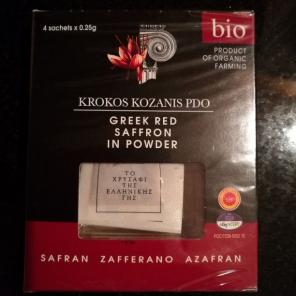 4 sachets x 0.25g
bio
PRODUCT
OF ORGANIC
FARMING
KROKOS KOZANIS PDO
GREEK RED
SAFFRON
IN POWDER
ΤΟ
ΧΡΥΣΑΦΙ
ΤΗΣ
ΕΛΛΗΝΙΚΗΣ
ΓΗΣ
SAFRAN ZAFFERANO AZAFRAN